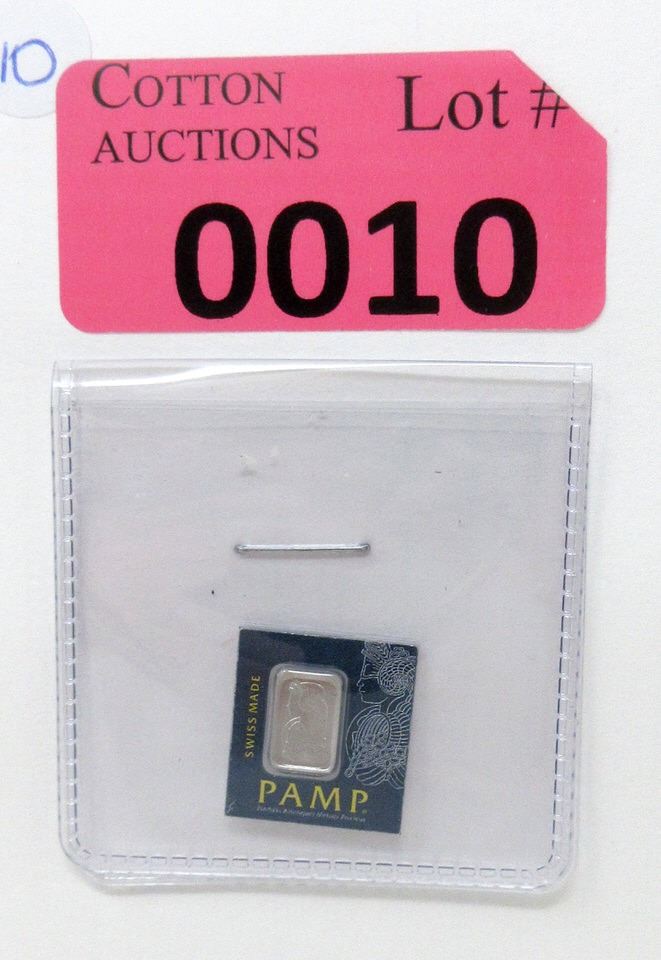 10
COTTON
AUCTIONS
Lot #
0010
SWISS MADE
PAMP